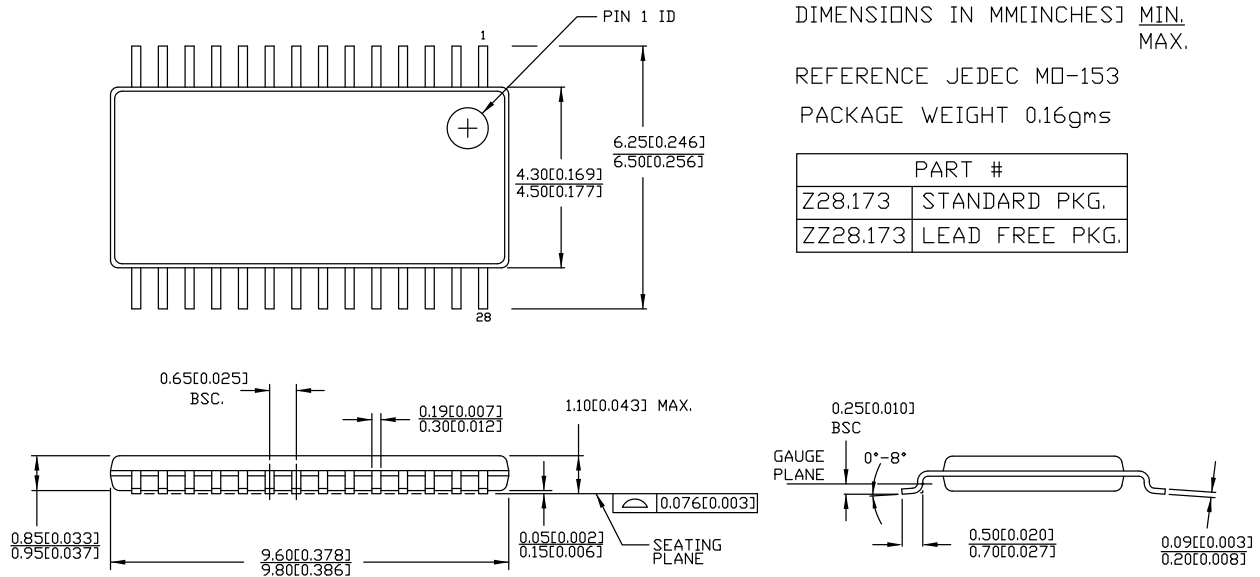 PIN 1 ID
1
6.25[0.246]
6.50[0.256]
4.30[0.169]
4.50[0.177]
28
DIMENSIONS IN MM[INCHES] MIN.
MAX.
REFERENCE JEDEC MO-153
PACKAGE WEIGHT 0.16gms
PART #
Z28.173 STANDARD PKG.
ZZ28.173 LEAD FREE PKG.
0.65[0.025]
BSC.
0.19[0.007]
0.30[0.012]
1.10[0.043] MAX.
0.85[0.033]
0.95[0.037]
9.60[0.378]
9.80[0.386]
0.05[0.002]
0.15[0.006]
0.076[0.003]
SEATING
PLANE
0.25[0.010]
BSC
GAUGE
PLANE
0°-8°
0.50[0.020]
0.70[0.027]
0.09[[0.003]
0.20[0.008]